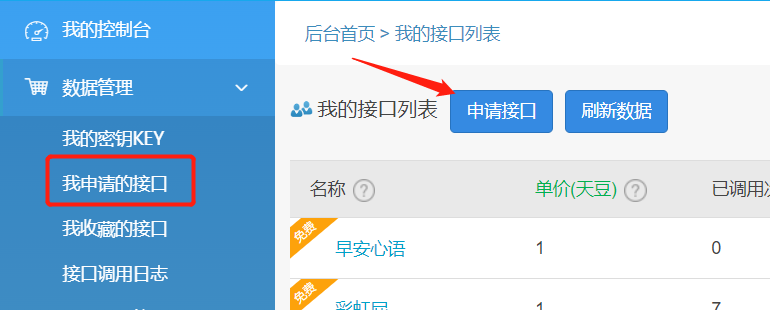 我的控制台
数据管理
我的密钥KEY
我申请的接口
我收藏的接口
接口调用日志
后台首页 > 我的接口列表
我的接口列表 申请接口 刷新数据
名称 ? 单价(天豆) ? 已调用
免费 早安心语 1 0
免费 彩虹屁 1 7